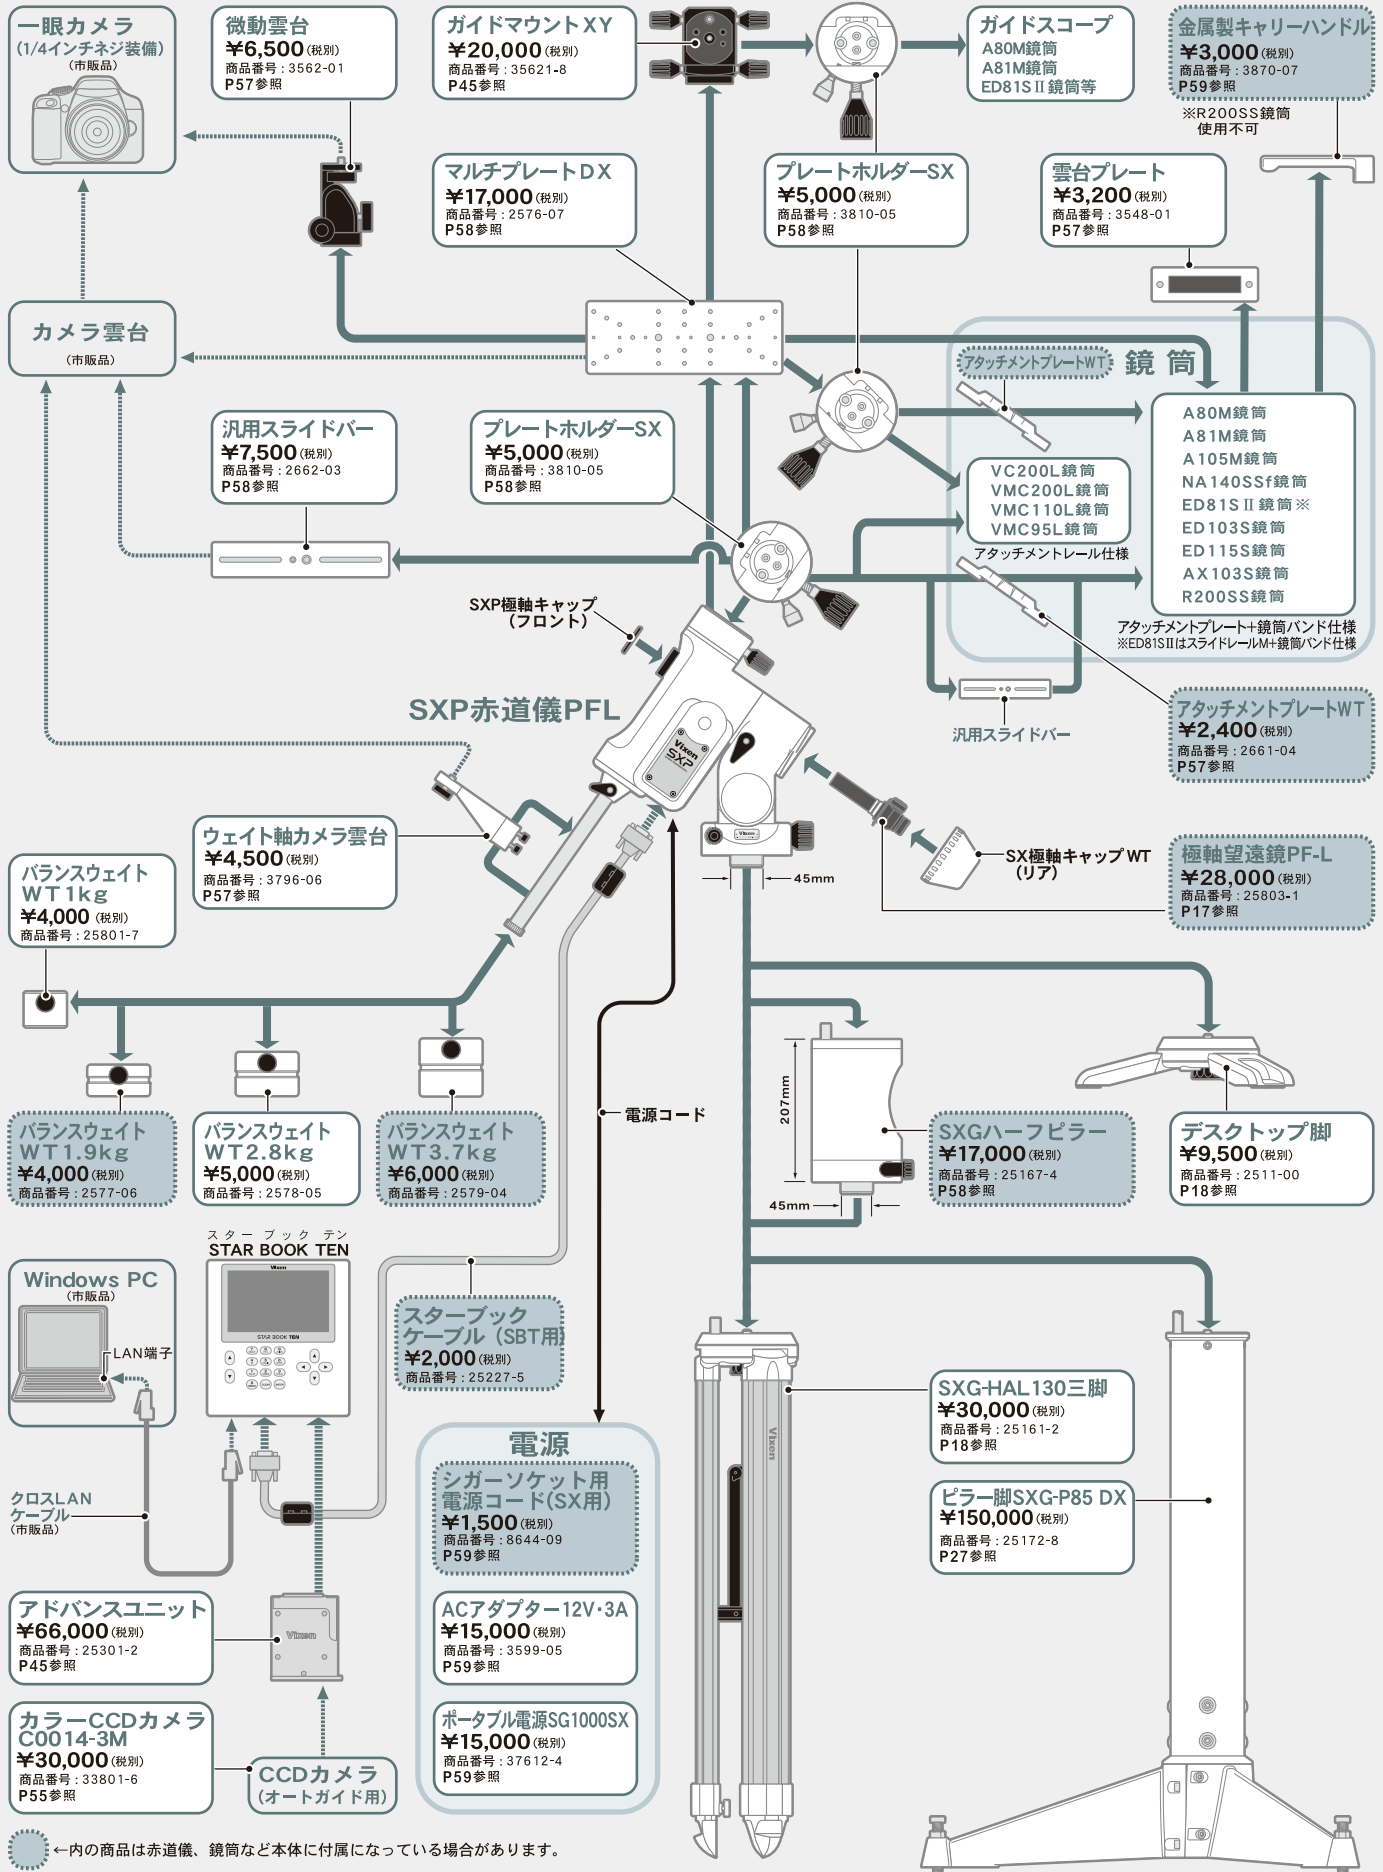 一眼カメラ
(1/4インチネジ装備)
(市販品)
微動雲台
¥6,500(税別)
商品番号：3562-01
P57参照
ガイドマウントXY
¥20,000(税別)
商品番号：35621-8
P45参照
ガイドスコープ
A80M鏡筒
A81M鏡筒
ED81SⅡ鏡筒等
金属製キャリーハンドル
¥3,000(税別)
商品番号：3870-07
P59参照
※R200SS鏡筒
使用不可
マルチプレートDX
¥17,000(税別)
商品番号：2576-07
P58参照
プレートホルダーSX
¥5,000(税別)
商品番号：3810-05
P58参照
雲台プレート
¥3,200(税別)
商品番号：3548-01
P57参照
カメラ雲台
(市販品)
アタッチメントプレートWT
鏡筒
汎用スライドバー
¥7,500(税別)
商品番号：2662-03
P58参照
プレートホルダーSX
¥5,000(税別)
商品番号：3810-05
P58参照
A80M鏡筒
A81M鏡筒
A105M鏡筒
NA140SSf鏡筒
ED81SⅡ鏡筒※
ED103S鏡筒
ED115S鏡筒
AX103S鏡筒
R200SS鏡筒
VC200L鏡筒
VMC200L鏡筒
VMC110L鏡筒
VMC95L鏡筒
アタッチメントレール仕様
アタッチメントプレート+鏡筒バンド仕様
※ED81SⅡはスライドレールM+鏡筒バンド仕様
SXP極軸キャップ
(フロント)
SXP赤道儀PFL
Vixen
SXP
Vixen
汎用スライドバー
アタッチメントプレートWT
¥2,400(税別)
商品番号：2661-04
P57参照
ウェイト軸カメラ雲台
¥4,500(税別)
商品番号：3796-06
P57参照
バランスウェイト
WT1kg
¥4,000(税別)
商品番号：25801-7
45mm
SX極軸キャップWT
(リア)
極軸望遠鏡PF-L
¥28,000(税別)
商品番号：25803-1
P17参照
207mm
45mm
電源コード
バランスウェイト
WT1.9kg
¥4,000(税別)
商品番号：2577-06
バランスウェイト
WT2.8kg
¥5,000(税別)
商品番号：2578-05
バランスウェイト
WT3.7kg
¥6,000(税別)
商品番号：2579-04
SXGハーフピラー
¥17,000(税別)
商品番号：25167-4
P58参照
デスクトップ脚
¥9,500(税別)
商品番号：2511-00
P18参照
スター ブック テン
STAR BOOK TEN
Vixen
STAR BOOK TEN
Windows PC
(市販品)
LAN端子
スターブック
ケーブル（SBT用）
¥2,000(税別)
商品番号：25227-5
Vixen
SXG-HAL130三脚
¥30,000(税別)
商品番号：25161-2
P18参照
電源
シガーソケット用
電源コード(SX用)
¥1,500(税別)
商品番号：8644-09
P59参照
ピラー脚SXG-P85 DX
¥150,000(税別)
商品番号：25172-8
P27参照
クロスLAN
ケーブル
(市販品)
アドバンスユニット
¥66,000(税別)
商品番号：25301-2
P45参照
Vixen
ACアダプター12V・3A
¥15,000(税別)
商品番号：3599-05
P59参照
カラーCCDカメラ
C0014-3M
¥30,000(税別)
商品番号：33801-6
P55参照
CCDカメラ
(オートガイド用)
ポータブル電源SG1000SX
¥15,000(税別)
商品番号：37612-4
P59参照
←内の商品は赤道儀、鏡筒など本体に付属になっている場合があります。